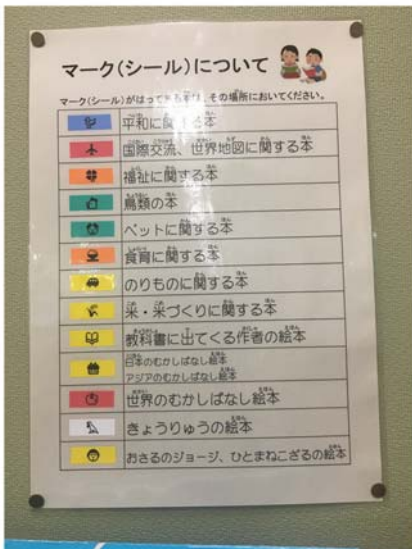 マーク(シール)について
マーク(シール)がはってある本は、その場所においてください。
平和に関する本
国際交流、世界地図に関する本
福祉に関する本
鳥類の本
ペットに関する本
食育に関する本
のりものに関する本
米・米づくりに関する本
教科書に出てくる作者の絵本
日本のむかしばなし絵本
アジアのむかしばなし絵本
世界のむかしばなし絵本
きょうりゅうの絵本
おさるのジョージ、ひとまねこざるの絵本